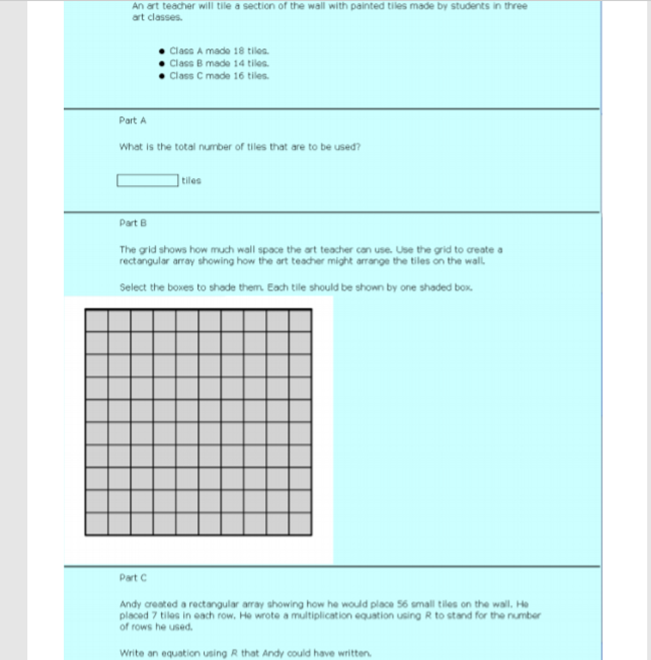 An art teacher will tile a section of the wall with painted tiles made by students in three
art classes.
● Class A made 18 tiles.
● Class B made 14 tiles.
● Class C made 16 tiles.
Part A
What is the total number of tiles that are to be used?
tiles
Part B
The grid shows how much wall space the art teacher can use. Use the grid to create a
rectangular array showing how the art teacher might arrange the tiles on the wall.
Select the boxes to shade them. Each tile should be shown by one shaded box.
Part C
Andy created a rectangular array showing how he would place 56 small tiles on the wall. He
placed 7 tiles in each row. He wrote a multiplication equation using R to stand for the number
of rows he used.
Write an equation using R that Andy could have written.